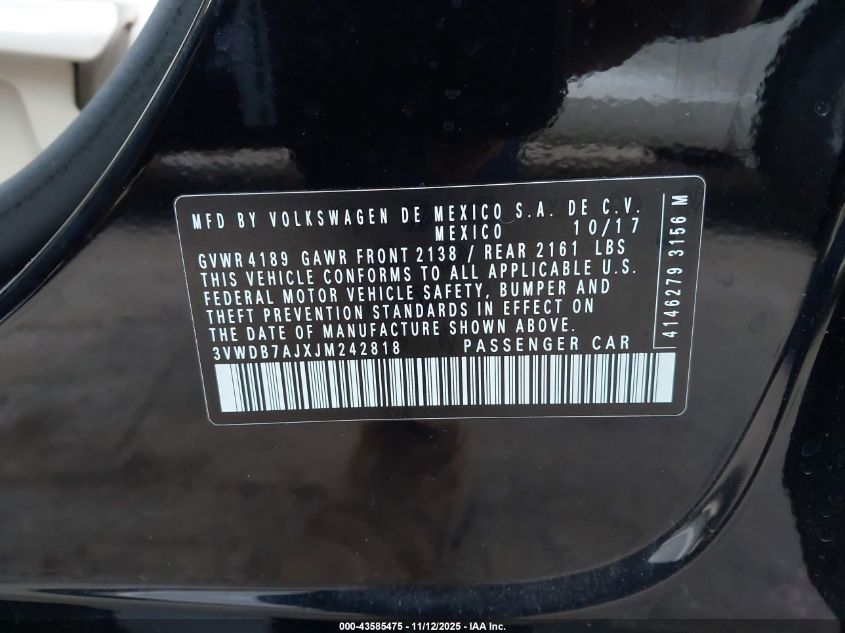 MFD BY VOLKSWAGEN DE MEXICO S.A. DE C.V.
MEXICO 10/17
GVWR 4189 GAWR FRONT 2138 / REAR 2161 LBS
THIS VEHICLE CONFORMS TO ALL APPLICABLE U.S.
FEDERAL MOTOR VEHICLE SAFETY, BUMPER AND
THEFT PREVENTION STANDARDS IN EFFECT ON
THE DATE OF MANUFACTURE SHOWN ABOVE.
3VWDB7AJXJM242818 PASSENGER CAR
4146279 3156 M
000-43585475 - 11/12/2025 - IAA Inc.